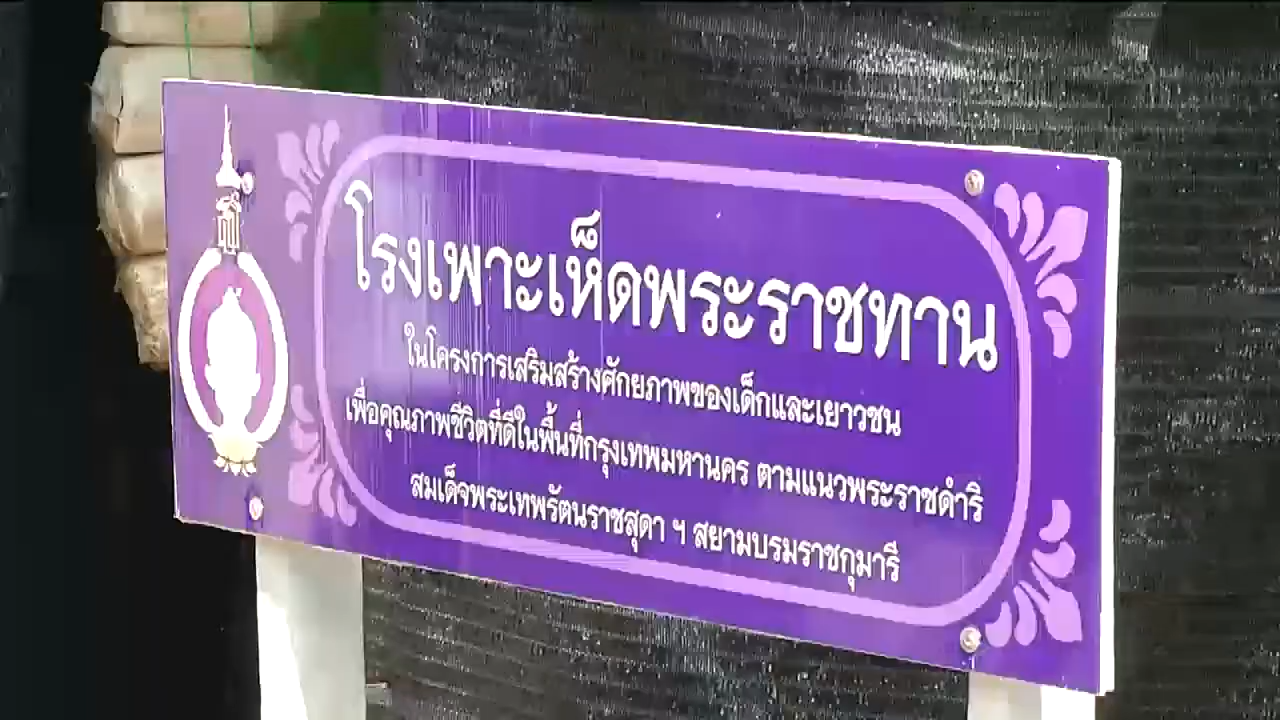 โรงเพาะเห็ดพระราชทาน
ในโครงการเสริมสร้างศักยภาพของเด็กและเยาวชน
เพื่อคุณภาพชีวิตที่ดีในพื้นที่กรุงเทพมหานคร ตามแนวพระราชดำริ
สมเด็จพระเทพรัตนราชสุดา ฯ สยามบรมราชกุมารี